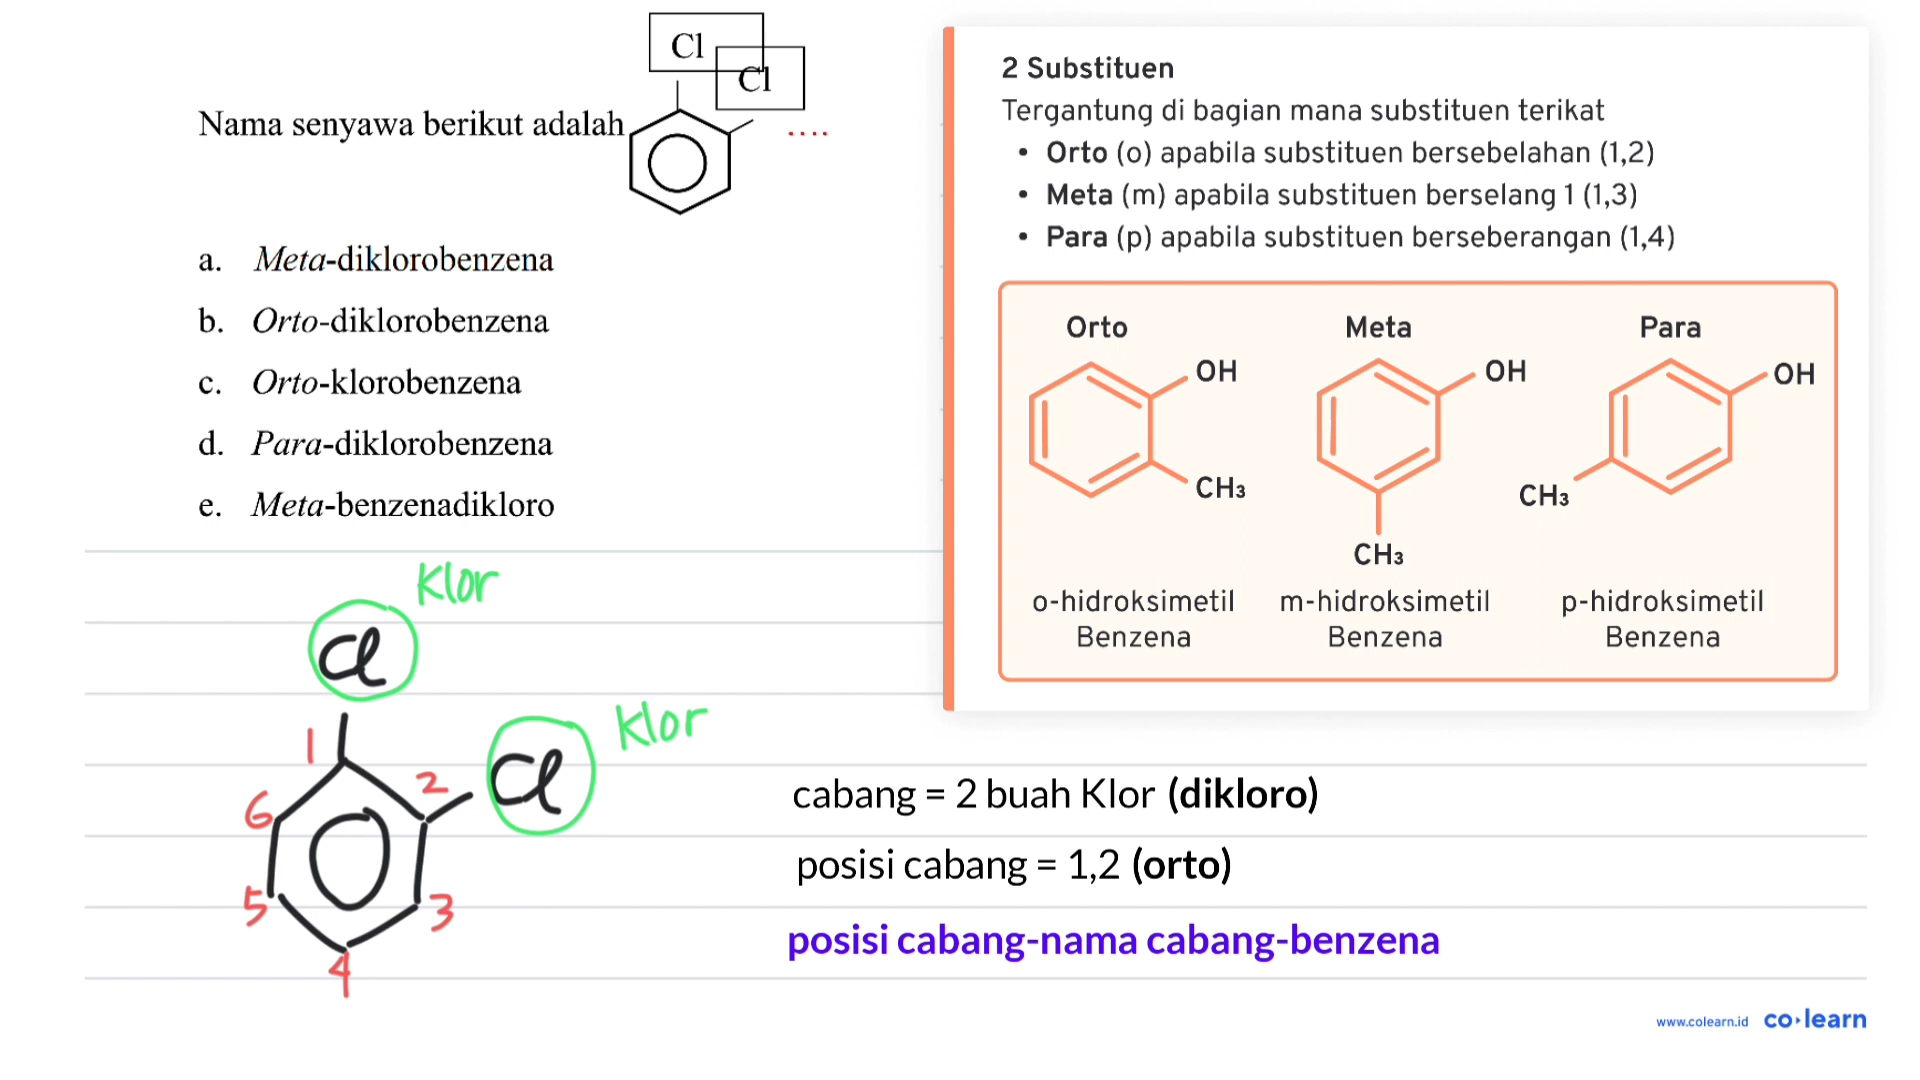 Cl
Cl
Nama senyawa berikut adalah ....
a. Meta-diklorobenzena
b. Orto-diklorobenzena
c. Orto-klorobenzena
d. Para-diklorobenzena
e. Meta-benzenadikloro
2 Substituen
Tergantung di bagian mana substituen terikat
• Orto (o) apabila substituen bersebelahan (1,2)
• Meta (m) apabila substituen berselang 1 (1,3)
• Para (p) apabila substituen berseberangan (1,4)
Orto Meta Para
OH OH OH
CH₃ CH₃
CH₃
o-hidroksimetil m-hidroksimetil p-hidroksimetil
Benzena Benzena Benzena
Klor
Cl
Klor
Cl
1
2
6
5
3
4
cabang = 2 buah Klor (dikloro)
posisi cabang = 1,2 (orto)
posisi cabang-nama cabang-benzena
www.colearn.id co·learn